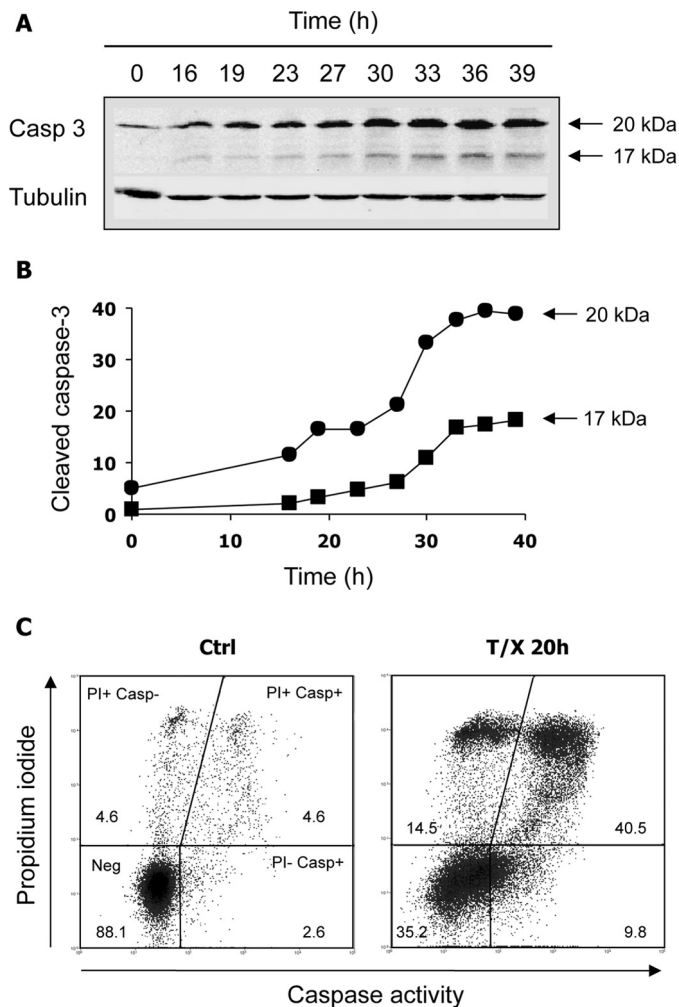 A
Time (h)
0 16 19 23 27 30 33 36 39
Casp 3
20 kDa
17 kDa
Tubulin
B
Cleaved caspase-3
40
30
20
10
0
20 kDa
17 kDa
0 10 20 30 40
Time (h)
C
Ctrl
T/X 20h
Propidium iodide
PI+ Casp-
PI+ Casp+
4.6
4.6
Neg
PI- Casp+
88.1
2.6
14.5
40.5
35.2
9.8
Caspase activity